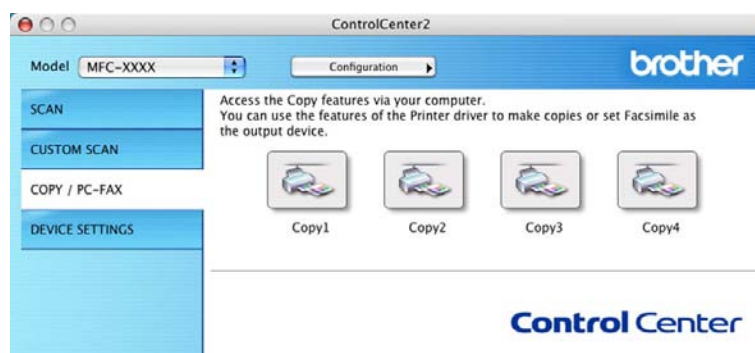 ControlCenter2
Model MFC-XXXX Configuration brother
SCAN
CUSTOM SCAN
COPY / PC-FAX
DEVICE SETTINGS
Access the Copy features via your computer.
You can use the features of the Printer driver to make copies or set Facsimile as
the output device.
Copy1 Copy2 Copy3 Copy4
Control Center